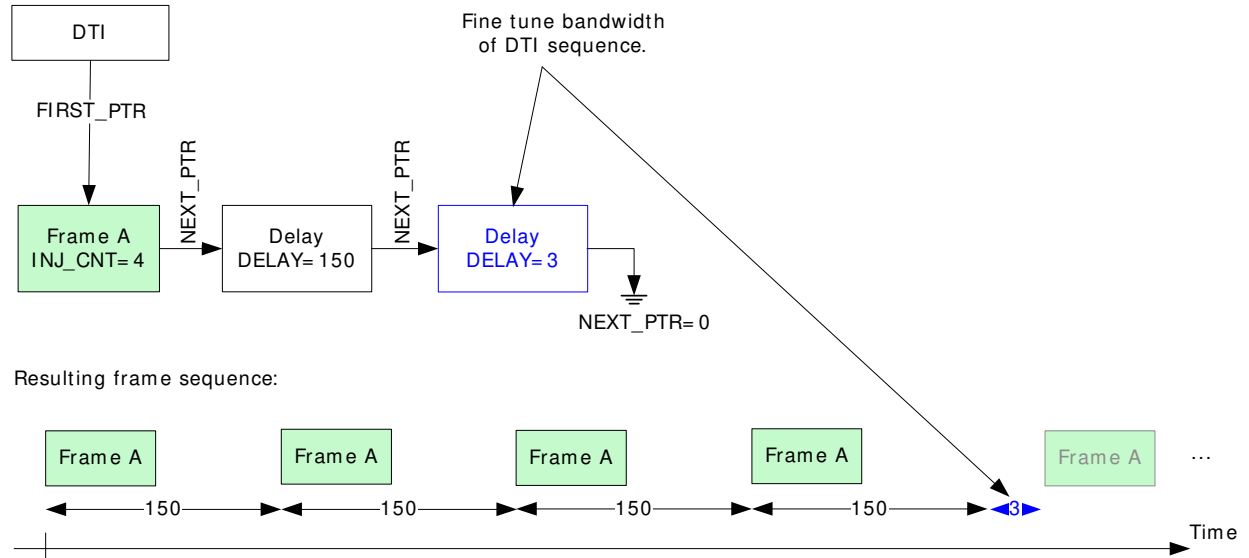 DTI
Fine tune bandwidth
of DTI sequence.
FIRST_PTR
NEXT_PTR
NEXT_PTR
Frame A
INJ_CNT=4
Delay
DELAY=150
Delay
DELAY=3
NEXT_PTR=0
Resulting frame sequence:
Frame A
Frame A
Frame A
Frame A
Frame A
...
150
150
150
150
3
Time